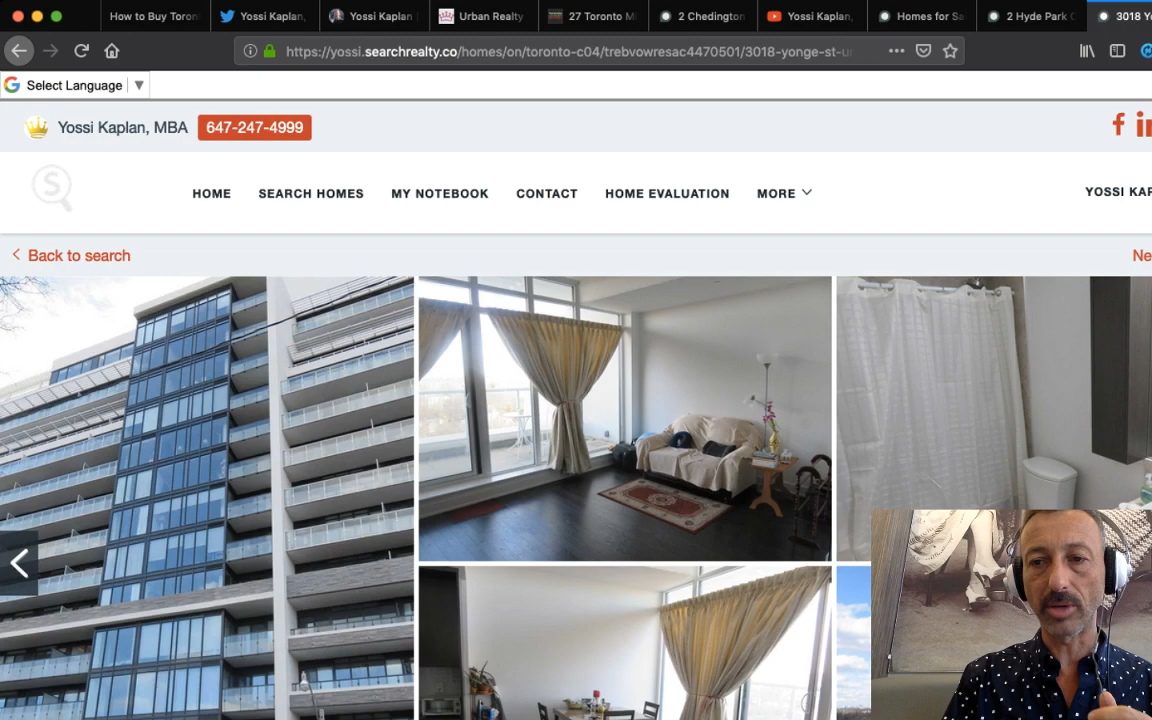 How to Buy Toron
Yossi Kaplan,
Yossi Kaplan
Urban Realty
27 Toronto Mi
2 Chedington
Yossi Kaplan,
Homes for Sa
2 Hyde Park C
3018 Yo
https://yossi.searchrealty.co/homes/on/toronto-c04/trebvowresac4470501/3018-yonge-st-u
Select Language
Yossi Kaplan, MBA
647-247-4999
HOME
SEARCH HOMES
MY NOTEBOOK
CONTACT
HOME EVALUATION
MORE
YOSSI KAP
Back to search
Ne